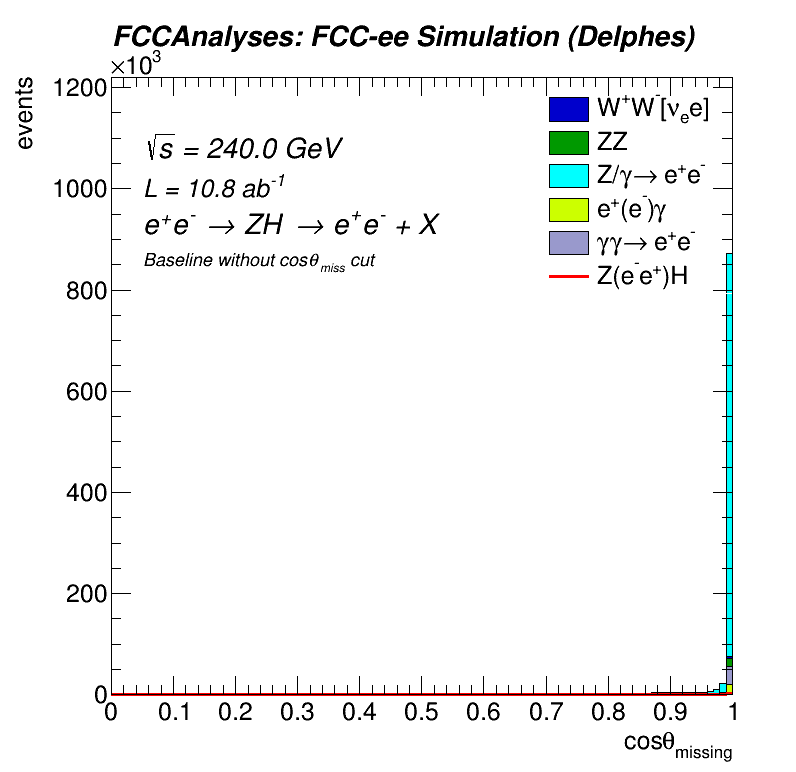 FCCAnalyses: FCC-ee Simulation (Delphes)
×10³
events
√s = 240.0 GeV
L = 10.8 ab⁻¹
e⁺e⁻ → ZH → e⁺e⁻ + X
Baseline without cosθ_miss cut
W⁺W⁻[ν_e e]
ZZ
Z/γ→ e⁺e⁻
e⁺(e⁻)γ
γγ→ e⁺e⁻
Z(e⁻e⁺)H
1200
1000
800
600
400
200
0
0 0.1 0.2 0.3 0.4 0.5 0.6 0.7 0.8 0.9 1
cosθ_missing